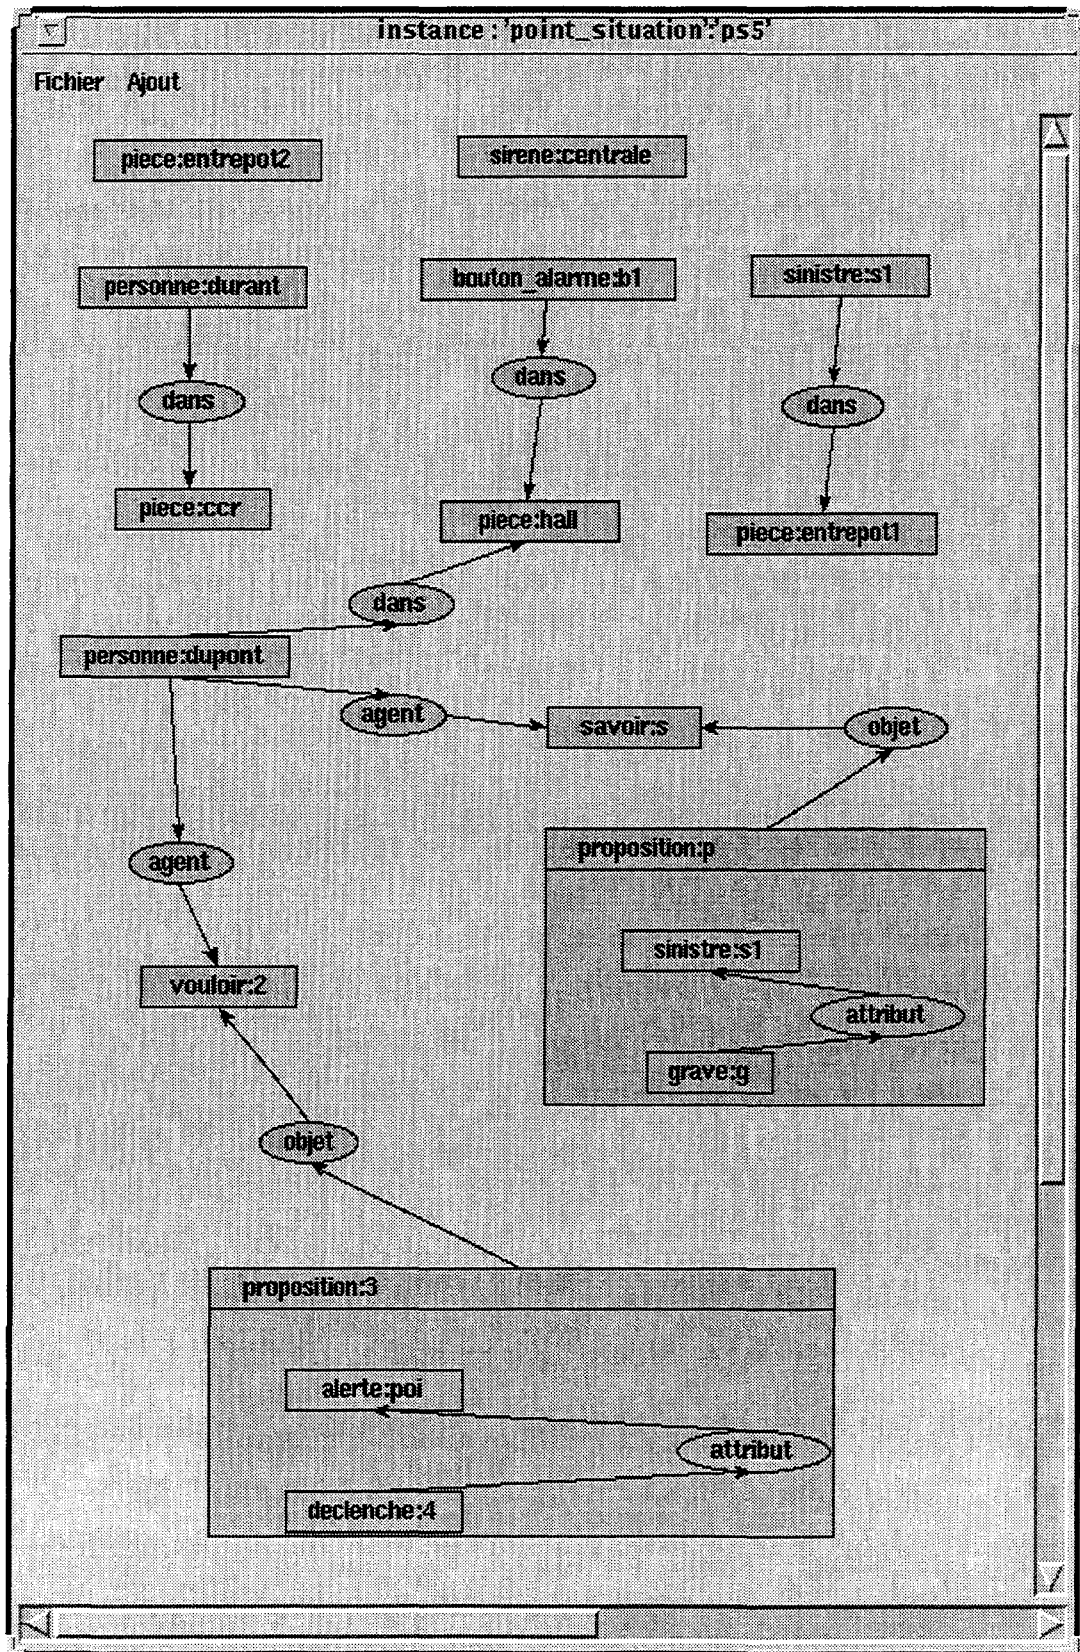 instance : 'point_situation':'ps5'
Fichier Ajout
piece:entrepot2
sirene:centrale
personne:durant
bouton_alarme:b1
sinistre:s1
dans
dans
dans
piece:ccr
piece:hall
piece:entrepot1
dans
personne:dupont
agent
savoir:s
objet
agent
proposition:p
sinistre:s1
vouloir:2
attribut
grave:g
objet
proposition:3
alerte:poi
attribut
declenche:4